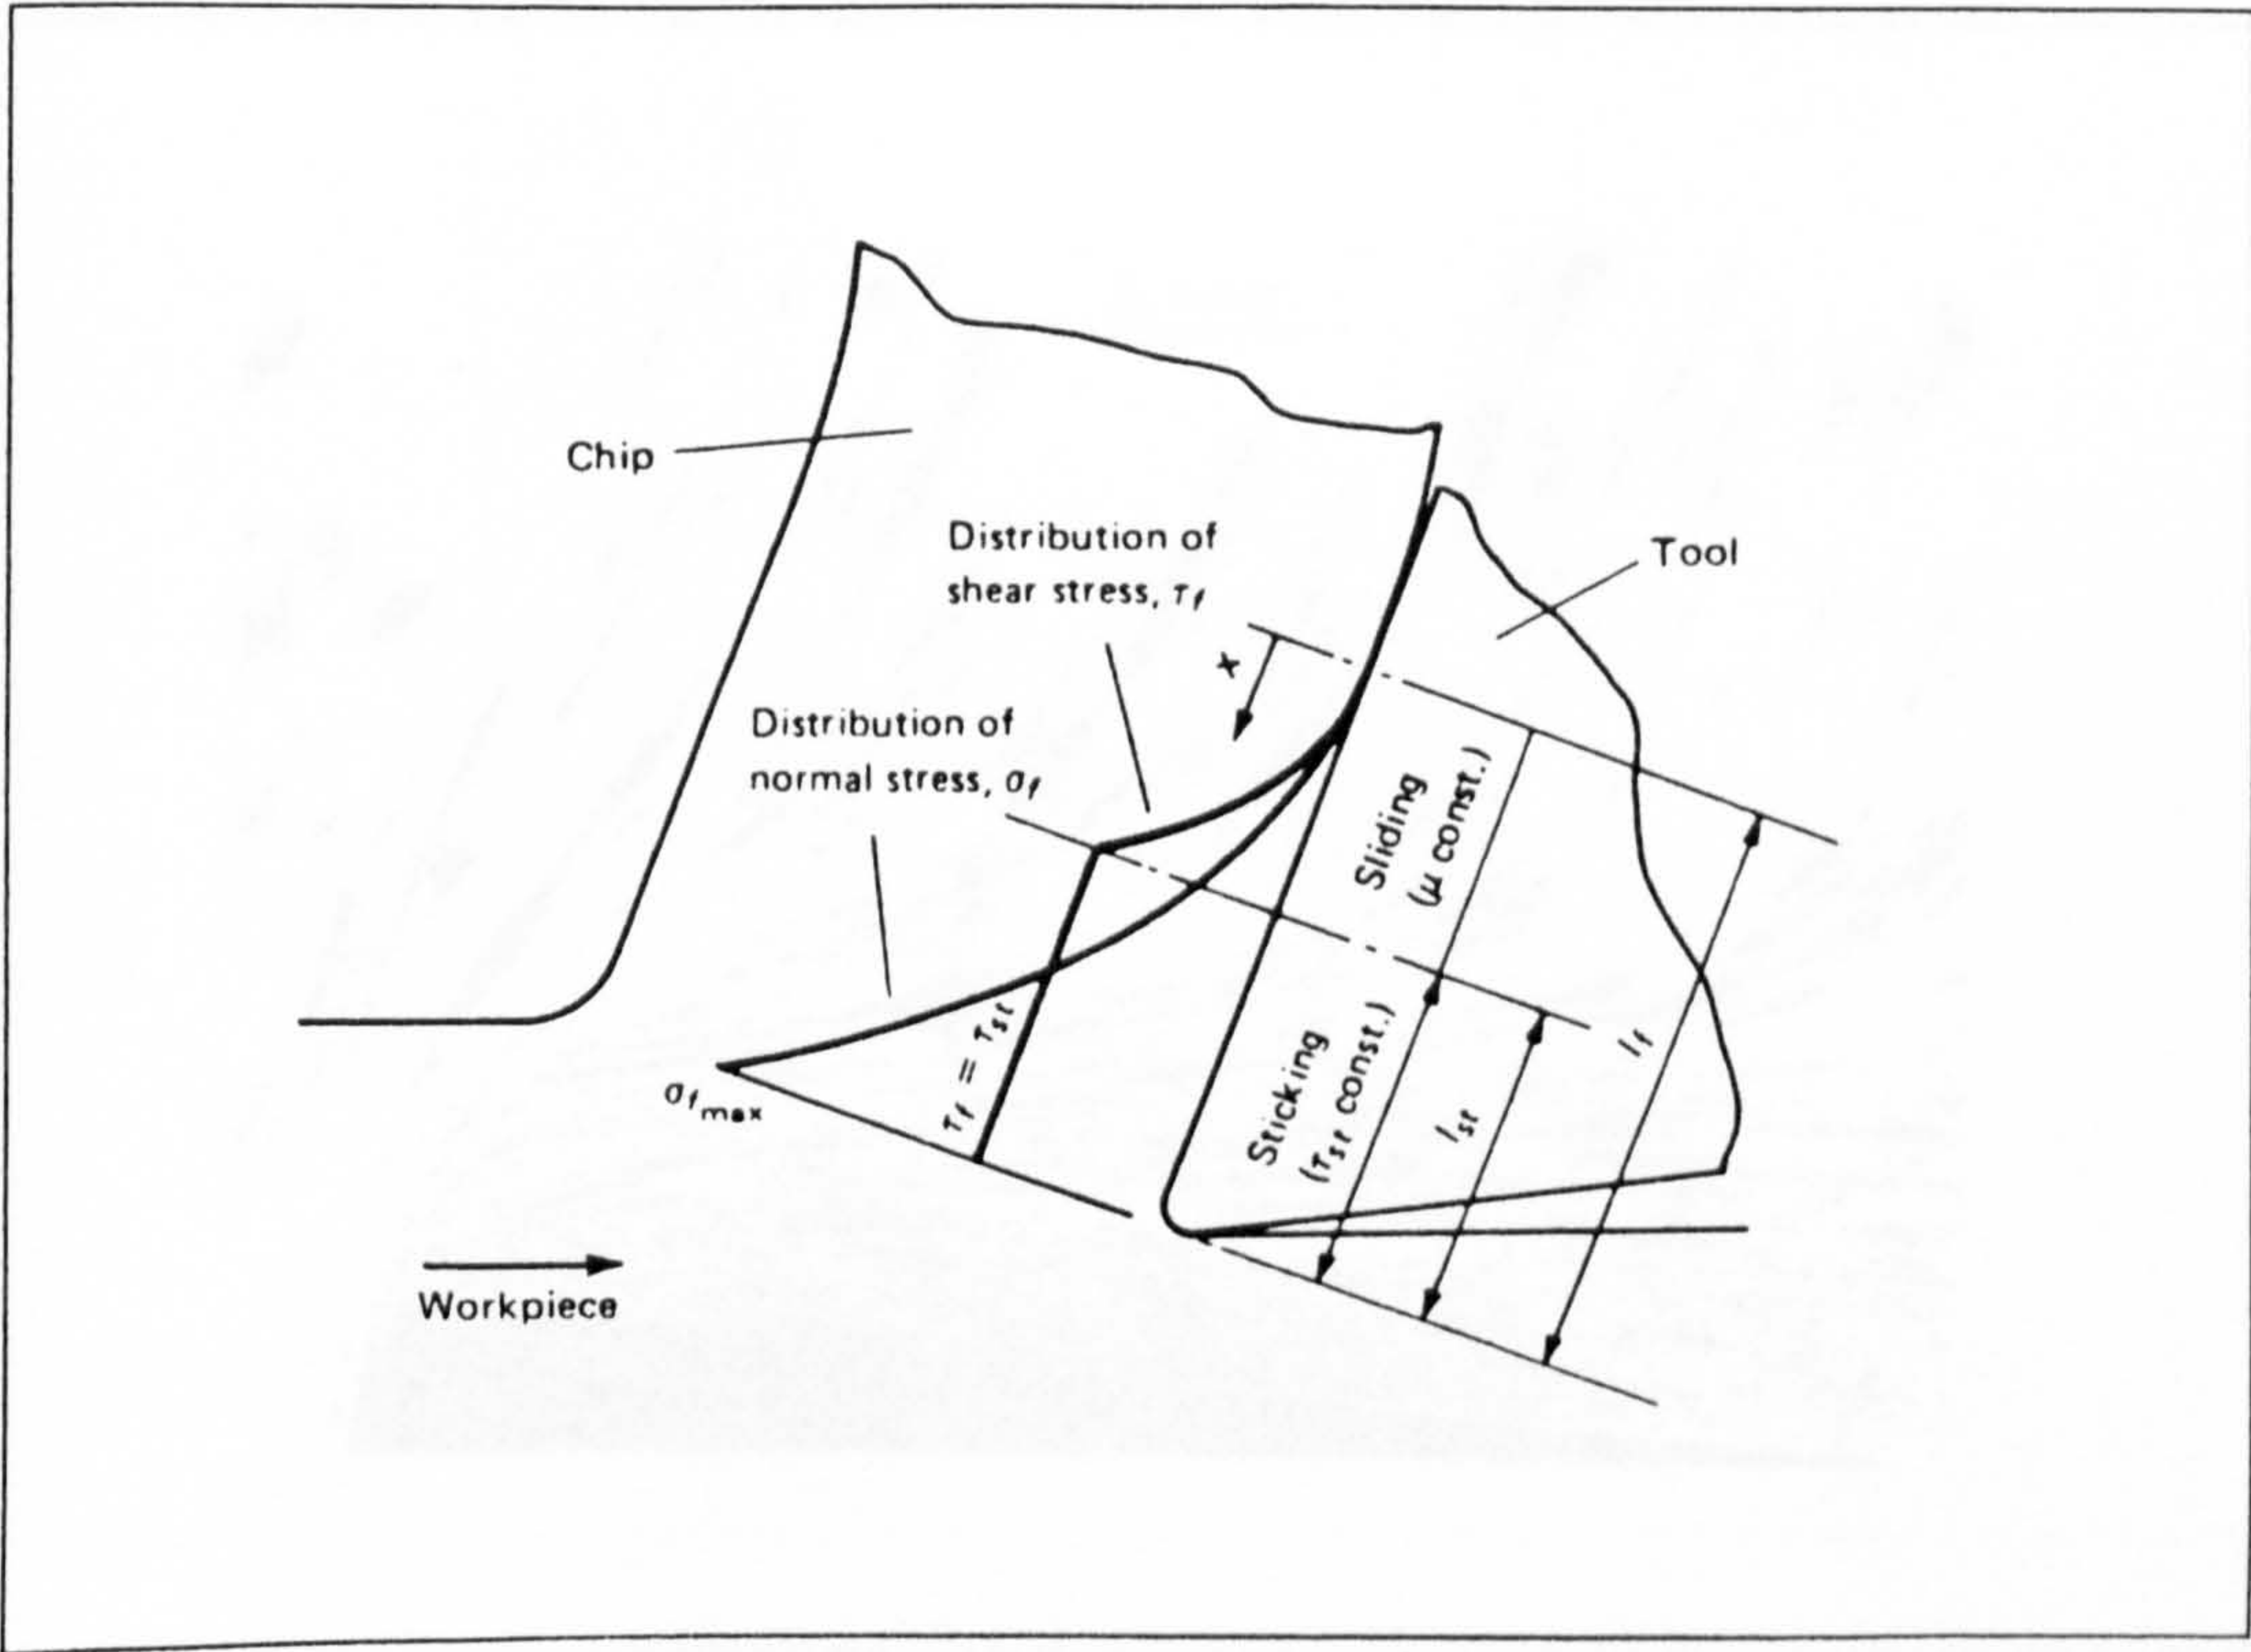 Chip
Distribution of
shear stress, τf
Tool
x
Distribution of
normal stress, σf
Sliding
(μ const.)
τf = τst
Sticking
(τst const.)
lst
lf
σfmax
Workpiece